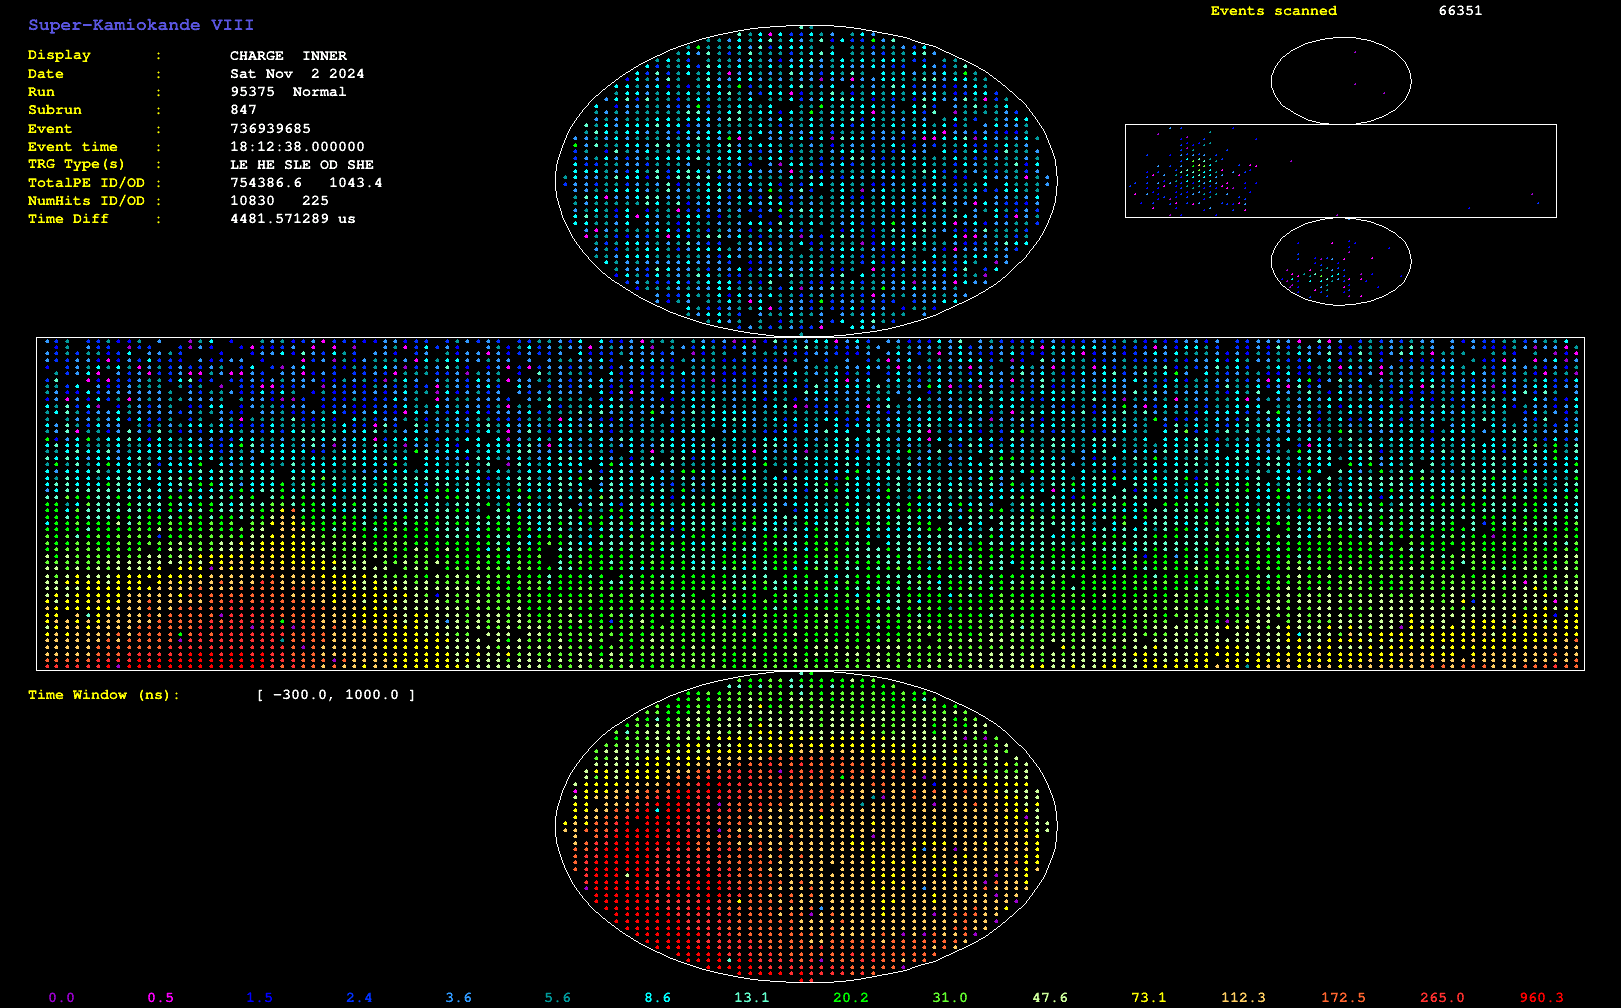 Super-Kamiokande VIII
Events scanned 66351
Display : CHARGE INNER
Date : Sat Nov 2 2024
Run : 95375 Normal
Subrun : 847
Event : 736939685
Event time : 18:12:38.000000
TRG Type(s) : LE HE SLE OD SHE
TotalPE ID/OD : 754386.6 1043.4
NumHits ID/OD : 10830 225
Time Diff : 4481.571289 us
Time Window (ns): [ -300.0, 1000.0 ]
0.0 0.5 1.5 2.4 3.6 5.6 8.6 13.1 20.2 31.0 47.6 73.1 112.3 172.5 265.0 960.3